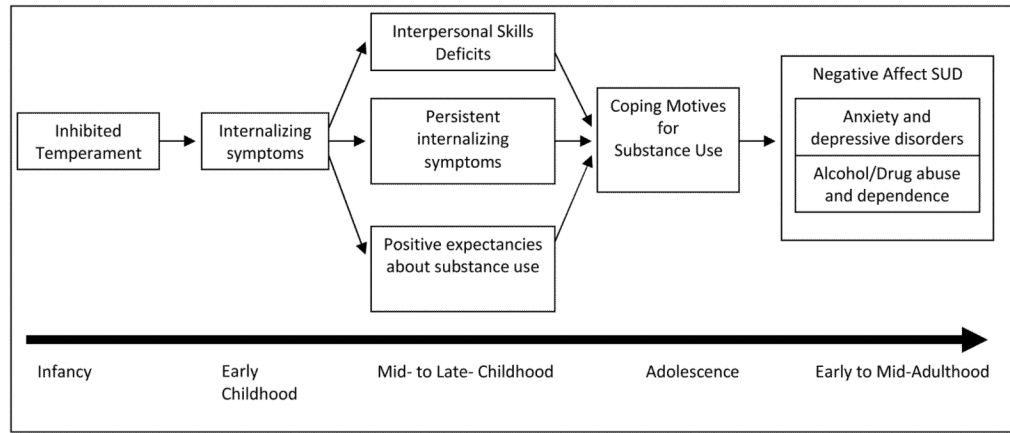 Interpersonal Skills
Deficits
Inhibited
Temperament
Internalizing
symptoms
Persistent
internalizing
symptoms
Positive expectancies
about substance use
Coping Motives
for
Substance Use
Negative Affect SUD
Anxiety and
depressive disorders
Alcohol/Drug abuse
and dependence
Infancy
Early
Childhood
Mid- to Late- Childhood
Adolescence
Early to Mid-Adulthood